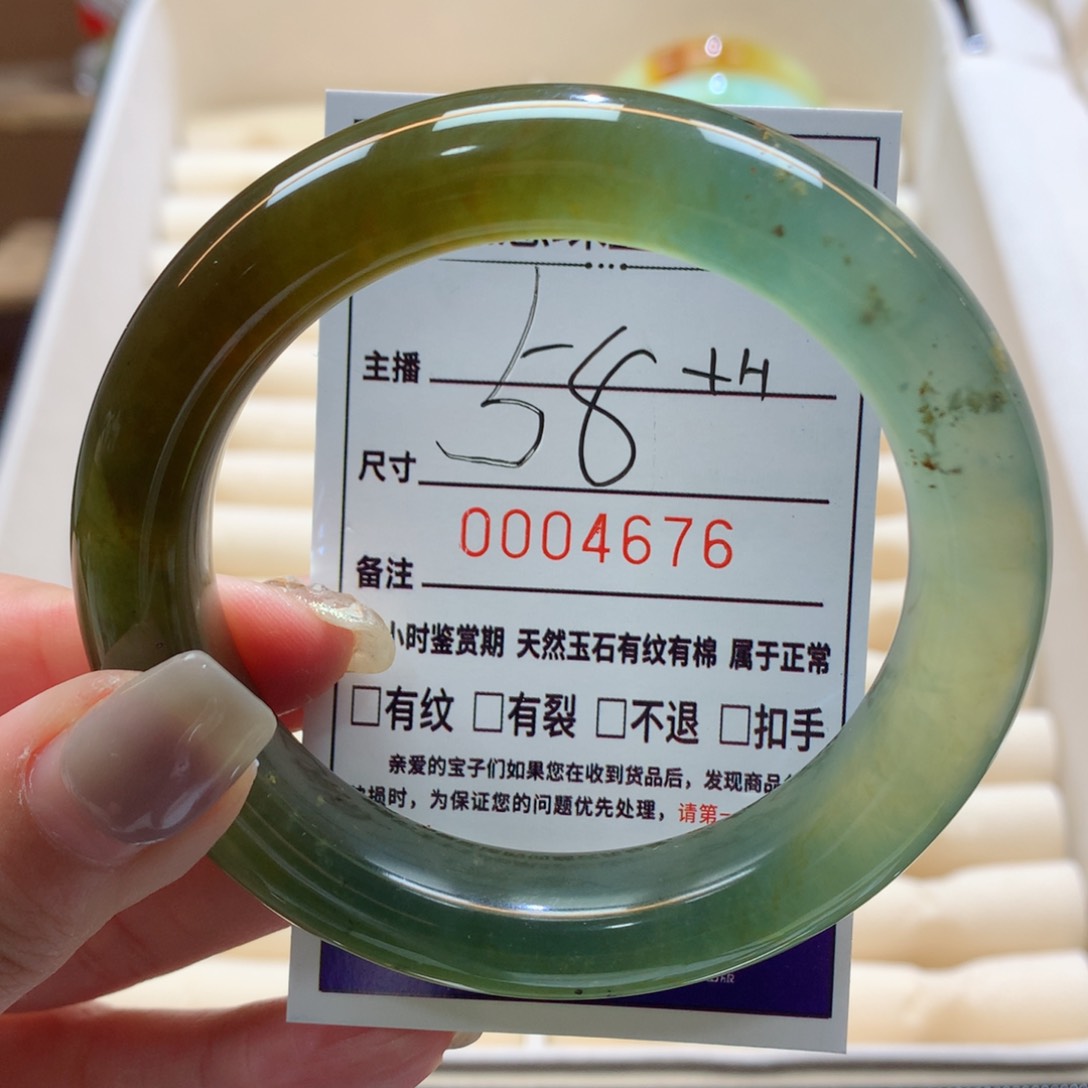 主播
58 +H
尺寸
0004676
备注
小时鉴赏期 天然玉石有纹有棉 属于正常
□有纹 □有裂 □不退 □扣手
亲爱的宝子们如果您在收到货品后，发现商品
损时，为保证您的问题优先处理，请第一